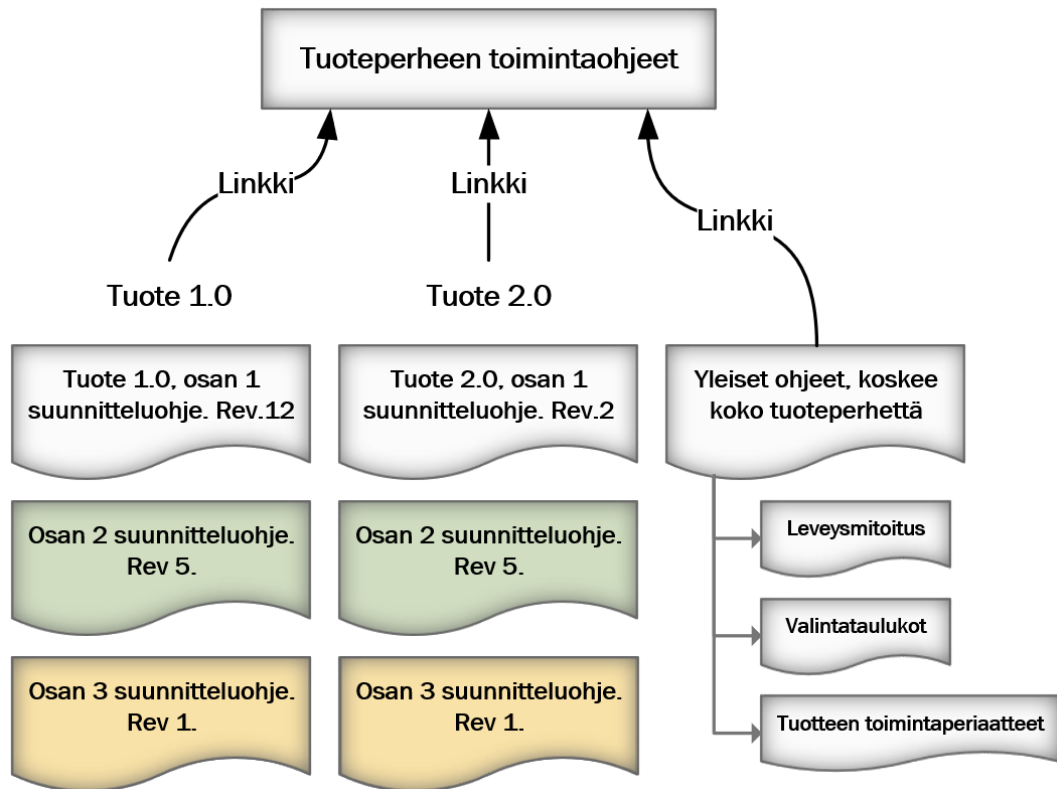 Tuoteperheen toimintaohjeet
Linkki
Linkki
Linkki
Tuote 1.0
Tuote 2.0
Tuote 1.0, osan 1
suunnitteluohje. Rev.12
Tuote 2.0, osan 1
suunnitteluohje. Rev.2
Yleiset ohjeet, koskee
koko tuoteperhettä
Osan 2 suunnitteluohje.
Rev 5.
Osan 2 suunnitteluohje.
Rev 5.
Leveysmitoitus
Valintataulukot
Osan 3 suunnitteluohje.
Rev 1.
Osan 3 suunnitteluohje.
Rev 1.
Tuotteen toimintaperiaatteet